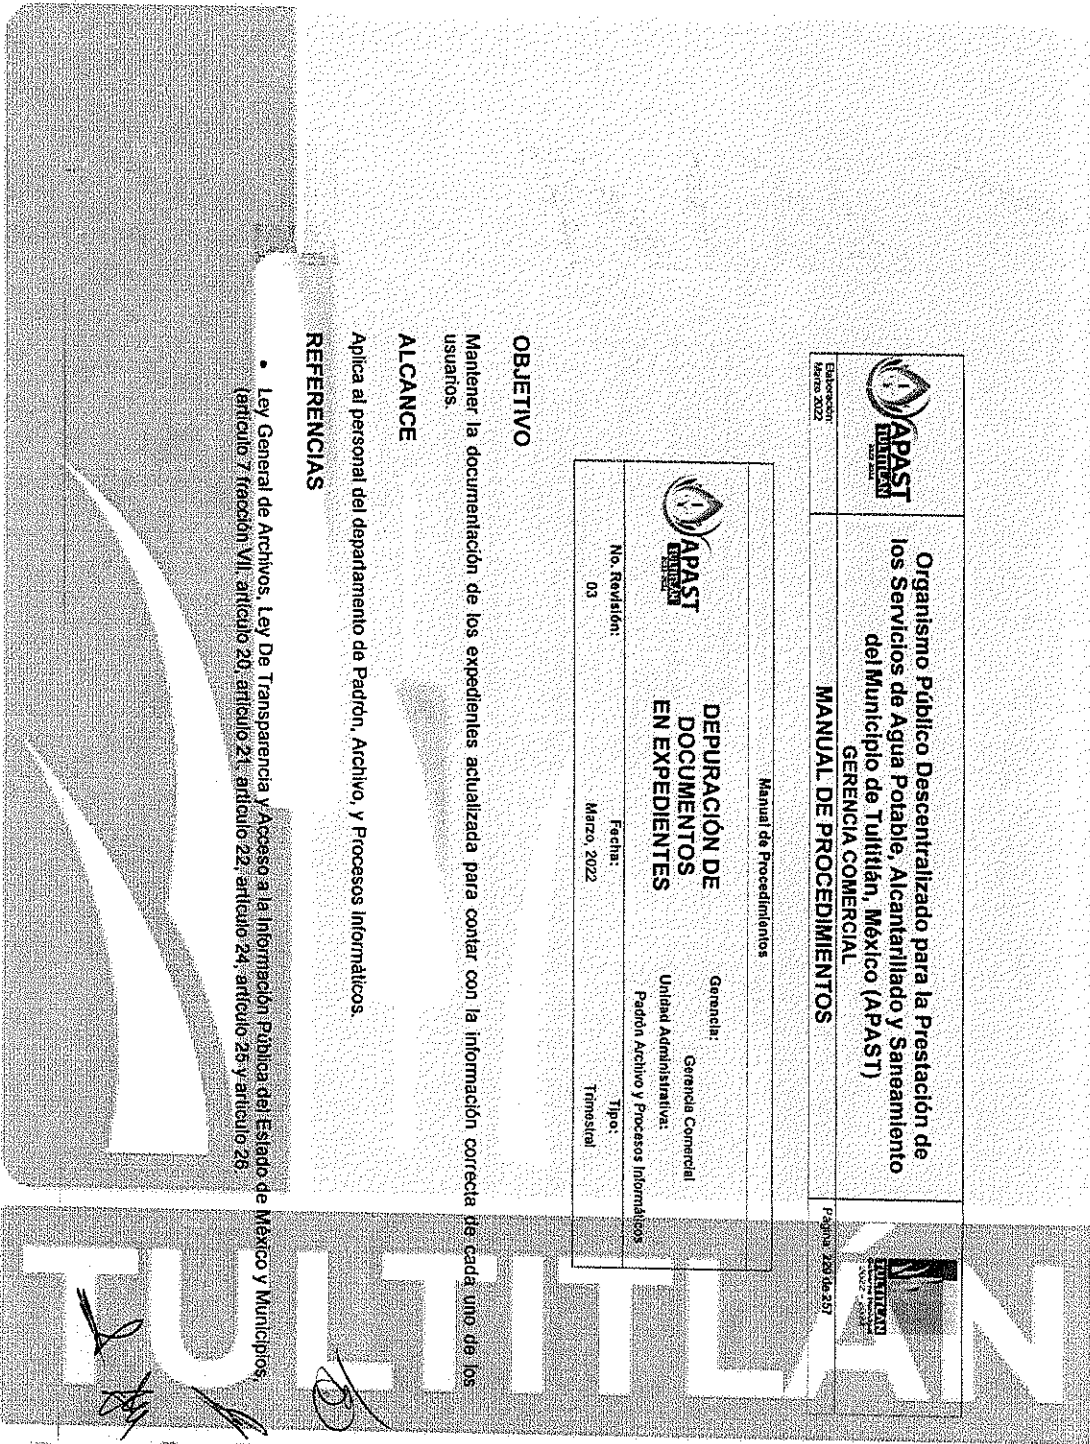 APAST
TULTITLÁN
Organismo Público Descentralizado para la Prestación de
los Servicios de Agua Potable, Alcantarillado y Saneamiento
del Municipio de Tultitlán, México (APAST)
GERENCIA COMERCIAL
MANUAL DE PROCEDIMIENTOS
TULTITLÁN
Elaboración:
Marzo 2022
Página 229 de 257
Manual de Procedimientos
APAST
TULTITLÁN
DEPURACIÓN DE
DOCUMENTOS
EN EXPEDIENTES
Gerencia:
Gerencia Comercial
Unidad Administrativa:
Padrón Archivo y Procesos Informáticos
No. Revisión:
03
Fecha:
Marzo, 2022
Tipo:
Trimestral
OBJETIVO
Mantener la documentación de los expedientes actualizada para contar con la información correcta de cada uno de los
usuarios.
ALCANCE
Aplica al personal del departamento de Padrón, Archivo, y Procesos Informáticos.
REFERENCIAS
• Ley General de Archivos, Ley De Transparencia y Acceso a la Información Pública del Estado de México y Municipios,
(artículo 7 fracción VII, artículo 20, artículo 21, artículo 22, artículo 24, artículo 25 y artículo 26.
TULTITLÁN